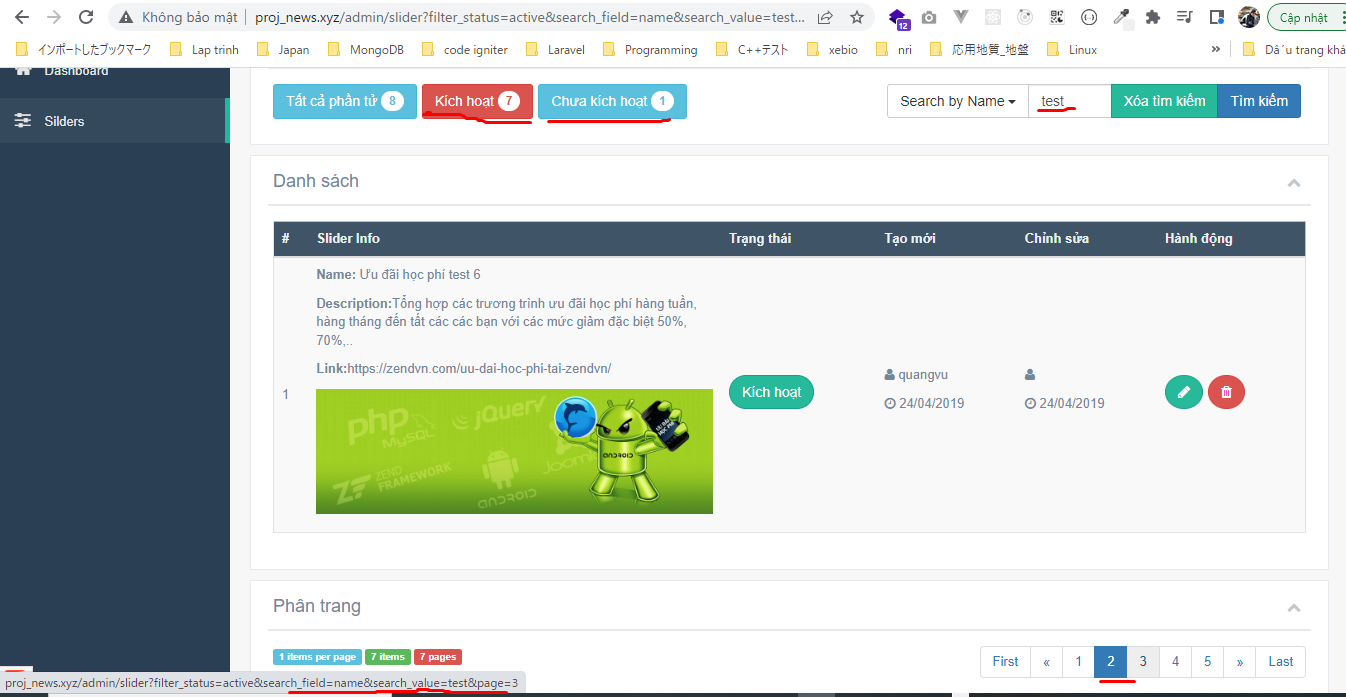 Không bảo mật proj_news.xyz/admin/slider?filter_status=active&search_field=name&search_value=test... 12 Cập nhật
インポートしたブックマーク Lap trinh Japan MongoDB code igniter Laravel Programming C++テスト xebio nri 応用地質_地盤 Linux » Dấu trang khá
Dashboard
Silders
Tất cả phần tử 8 Kích hoạt 7 Chưa kích hoạt 1 Search by Name test Xóa tìm kiếm Tìm kiếm
Danh sách
# Slider Info Trạng thái Tạo mới Chỉnh sửa Hành động
Name: Ưu đãi học phí test 6
Description:Tổng hợp các trương trình ưu đãi học phí hàng tuần,
hàng tháng đến tất các các bạn với các mức giảm đặc biệt 50%,
70%,..
Link:https://zendvn.com/uu-dai-hoc-phi-tai-zendvn/
1 Kích hoạt quangvu
24/04/2019 24/04/2019
php jQuery
MySQL
ZF ZEND FRAMEWORK ANDROID Joom
ANDROID
Phân trang
1 items per page 7 items 7 pages First « 1 2 3 4 5 » Last
proj_news.xyz/admin/slider?filter_status=active&search_field=name&search_value=test&page=3